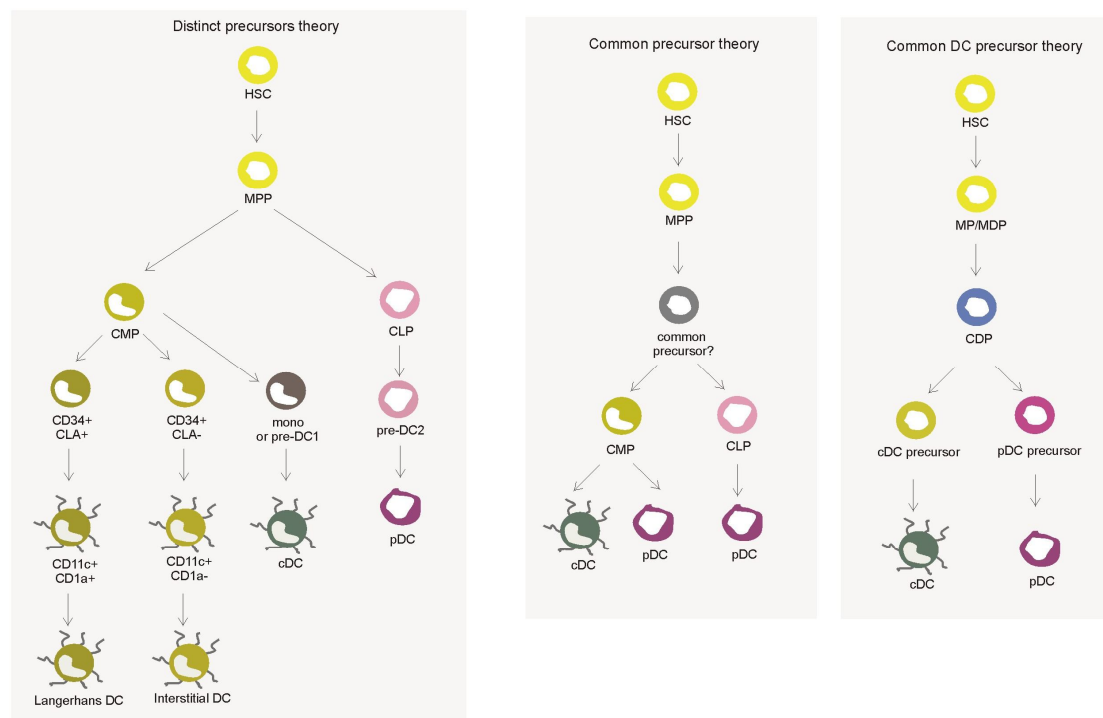 Distinct precursors theory
HSC
MPP
CMP
CLP
CD34+
CLA+
CD34+
CLA-
mono
or pre-DC1
pre-DC2
CD11c+
CD1a+
CD11c+
CD1a-
cDC
pDC
Langerhans DC
Interstitial DC
Common precursor theory
HSC
MPP
common
precursor?
CMP
CLP
cDC
pDC
pDC
Common DC precursor theory
HSC
MP/MDP
CDP
cDC precursor
pDC precursor
cDC
pDC